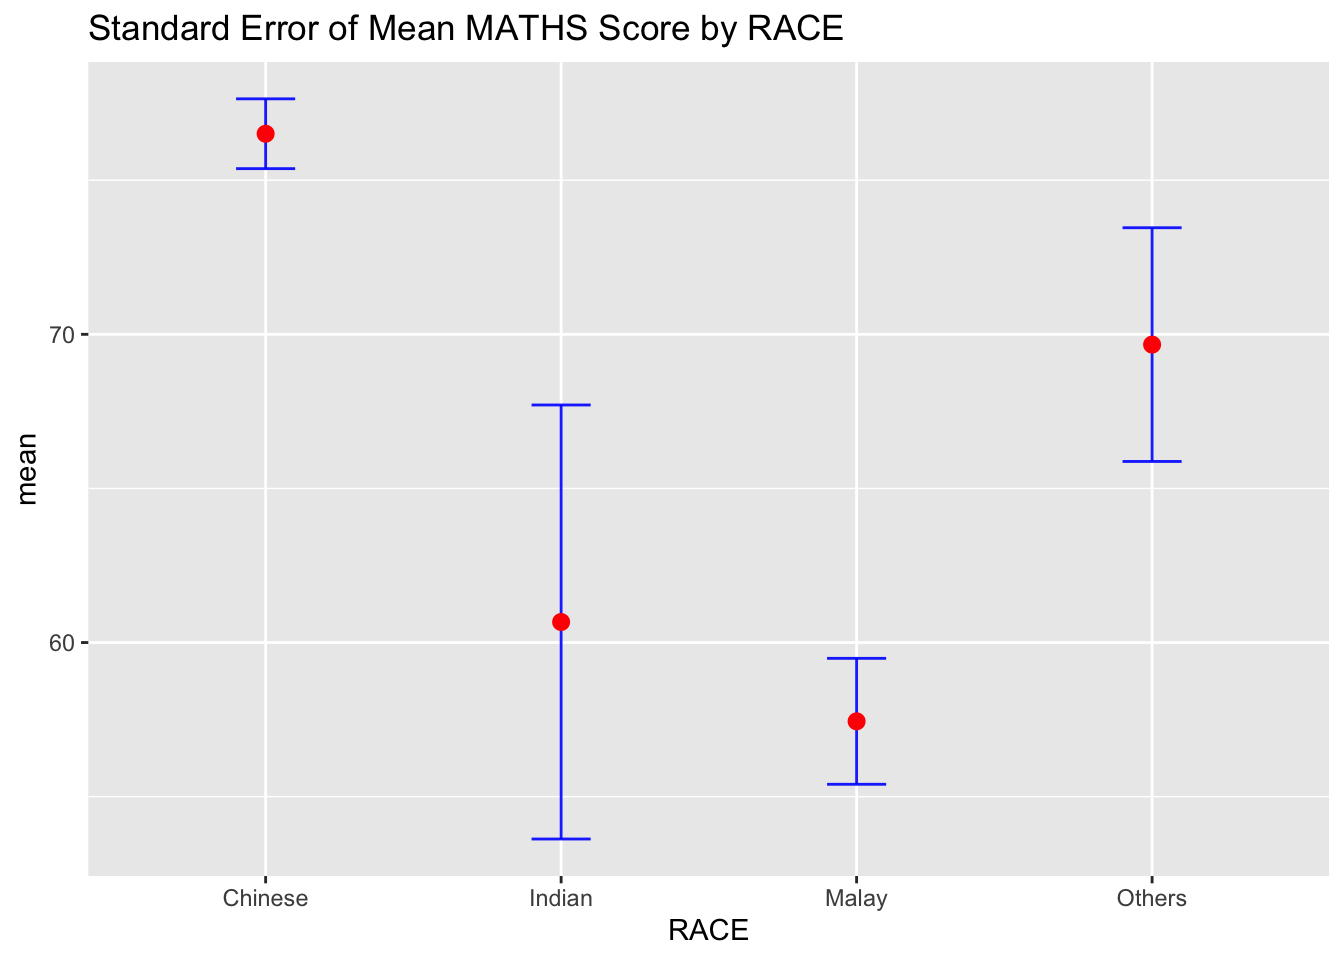 Standard Error of Mean MATHS Score by RACE
70
60
mean
Chinese Indian Malay Others
RACE